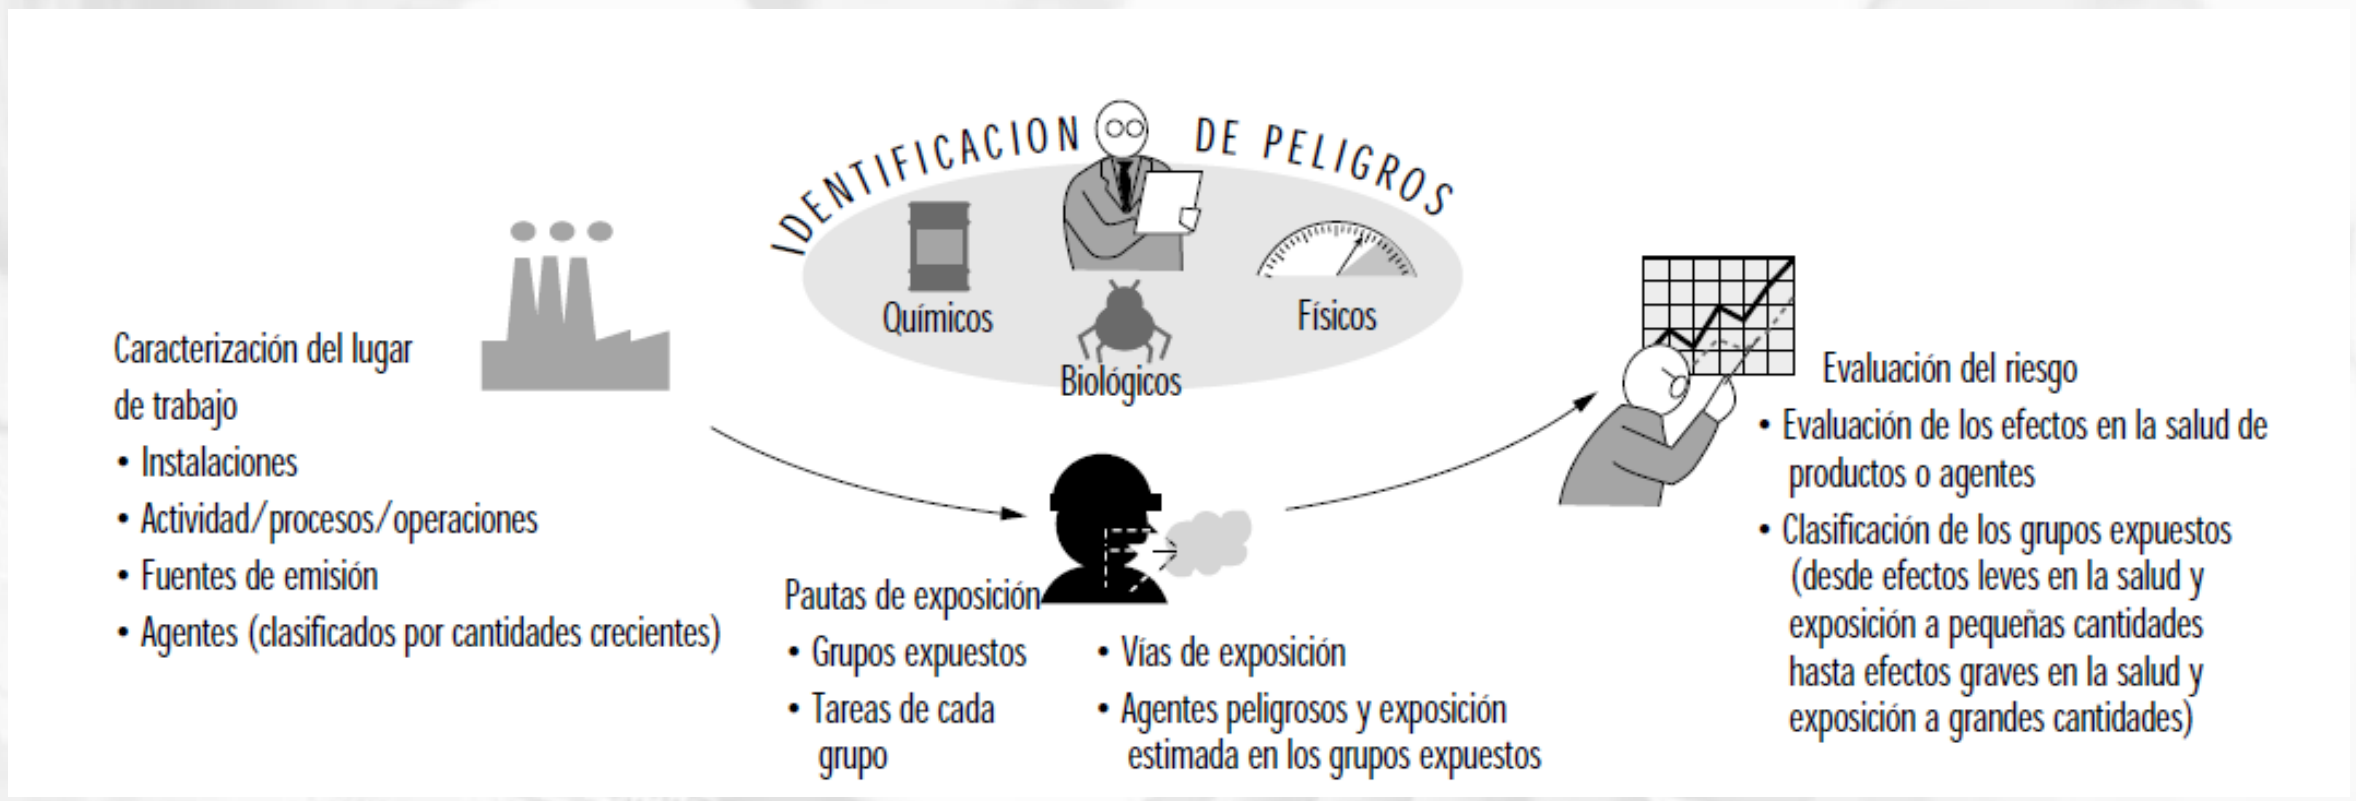 IDENTIFICACION DE PELIGROS
Químicos
Físicos
Biológicos
Caracterización del lugar
de trabajo
• Instalaciones
• Actividad/procesos/operaciones
• Fuentes de emisión
• Agentes (clasificados por cantidades crecientes)
Pautas de exposición
• Grupos expuestos
• Tareas de cada
grupo
• Vías de exposición
• Agentes peligrosos y exposición
estimada en los grupos expuestos
Evaluación del riesgo
• Evaluación de los efectos en la salud de
productos o agentes
• Clasificación de los grupos expuestos
(desde efectos leves en la salud y
exposición a pequeñas cantidades
hasta efectos graves en la salud y
exposición a grandes cantidades)